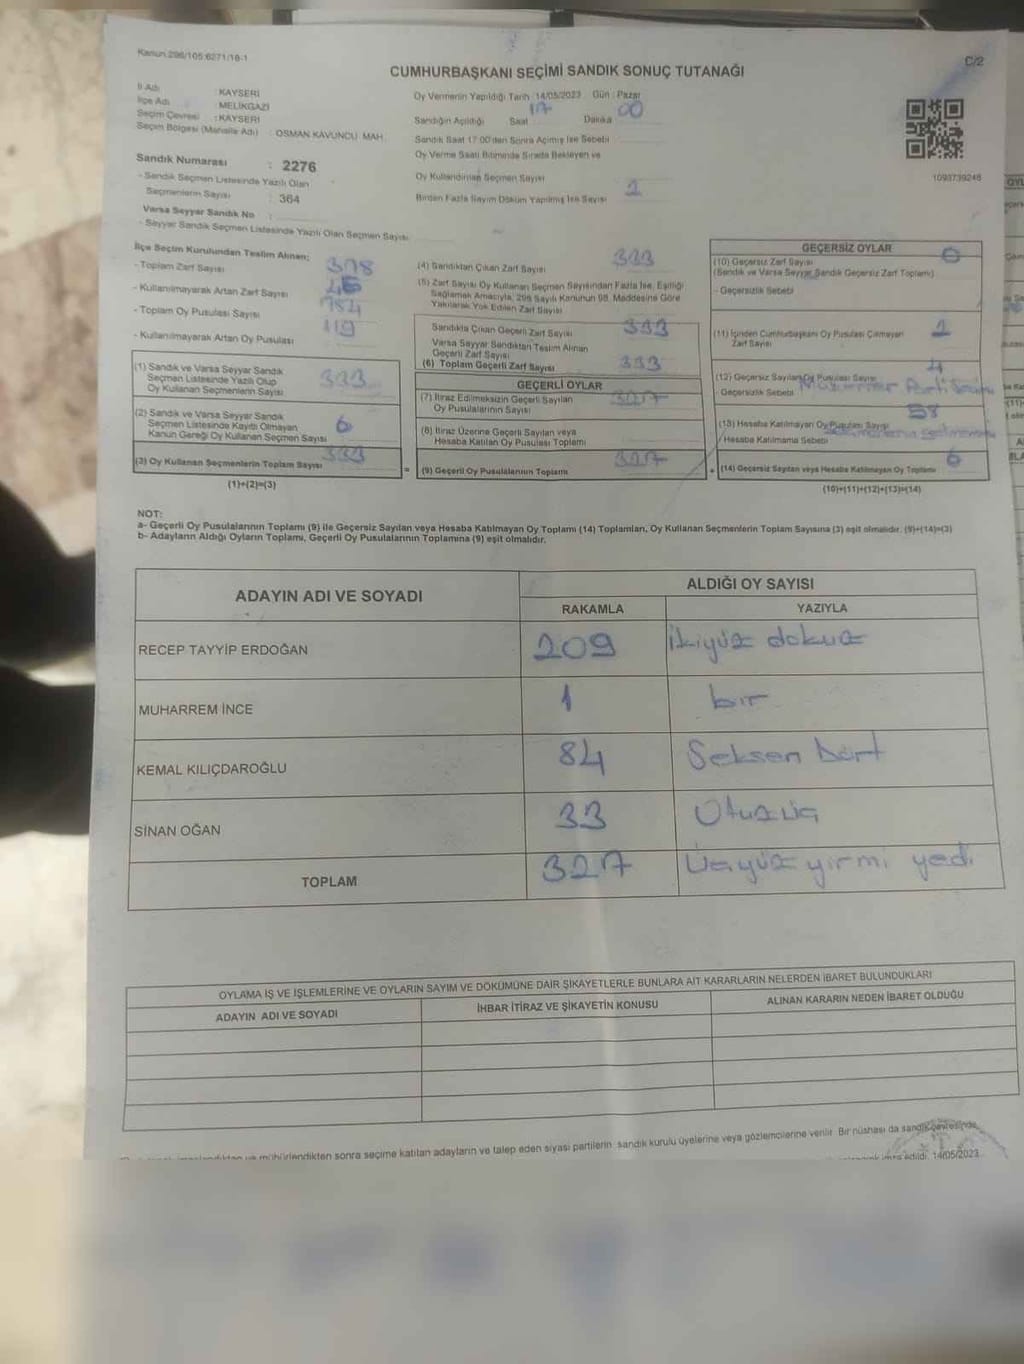 Kanun 298/105:6271/18-1
C/2
CUMHURBAŞKANI SEÇİMİ SANDIK SONUÇ TUTANAĞI
İl Adı : KAYSERİ
İlçe Adı : MELİKGAZİ
Seçim Çevresi : KAYSERİ
Seçim Bölgesi (Mahalle Adı) : OSMAN KAVUNCU MAH.
Sandık Numarası : 2276
- Sandık Seçmen Listesinde Yazılı Olan
Seçmenlerin Sayısı : 364
Varsa Seyyar Sandık No :
- Seyyar Sandık Seçmen Listesinde Yazılı Olan Seçmen Sayısı
Oy Vermenin Yapıldığı Tarih :14/05/2023 Gün : Pazar
Sandığın Açıldığı Saat 17 Dakika 00
Sandık Saat 17:00'den Sonra Açılmış İse Sebebi
Oy Verme Saati Bitiminde Sırada Bekleyen ve
Oy Kullandırılan Seçmen Sayısı
Birden Fazla Sayım Döküm Yapılmış İse Sayısı
1093739248
İlçe Seçim Kurulundan Teslim Alınan;
- Toplam Zarf Sayısı 378
- Kullanılmayarak Artan Zarf Sayısı 45
- Toplam Oy Pusulası Sayısı
- Kullanılmayarak Artan Oy Pusulası 119
(1) Sandık ve Varsa Seyyar Sandık
Seçmen Listesinde Yazılı Olup
Oy Kullanan Seçmenlerin Sayısı 333
(2) Sandık ve Varsa Seyyar Sandık
Seçmen Listesinde Kayıtlı Olmayan
Kanun Gereği Oy Kullanan Seçmen Sayısı 0
(3) Oy Kullanan Seçmenlerin Toplam Sayısı 333
(1)+(2)=(3)
(4) Sandıktan Çıkan Zarf Sayısı 333
(5) Zarf Sayısı Oy Kullanan Seçmen Sayısından Fazla İse, Eşitliği
Sağlamak Amacıyla, 298 Sayılı Kanunun 98. Maddesine Göre
Yakılarak Yok Edilen Zarf Sayısı
Sandıkta Çıkan Geçerli Zarf Sayısı 333
Varsa Seyyar Sandıktan Teslim Alınan
Geçerli Zarf Sayısı
(6) Toplam Geçerli Zarf Sayısı 333
GEÇERLİ OYLAR
(7) İtiraz Edilmeksizin Geçerli Sayılan
Oy Pusulalarının Sayısı 327
(8) İtiraz Üzerine Geçerli Sayılan veya
Hesaba Katılan Oy Pusulası Toplamı
(9) Geçerli Oy Pusulalarının Toplamı 327
GEÇERSİZ OYLAR
(10) Geçersiz Zarf Sayısı 0
(Sandık ve Varsa Seyyar Sandık Geçersiz Zarf Toplamı)
- Geçersizlik Sebebi
(11) İçinden Cumhurbaşkanı Oy Pusulası Çıkmayan
Zarf Sayısı
(12) Geçersiz Sayılan Oy Pusulası Sayısı 4
- Geçersizlik Sebebi
(13) Hesaba Katılmayan Oy Pusulası Sayısı 58
Hesaba Katılmama Sebebi
(14) Geçersiz Sayılan veya Hesaba Katılmayan Oy Toplamı 6
(10)+(11)+(12)+(13)=(14)
NOT:
a- Geçerli Oy Pusulalarının Toplamı (9) ile Geçersiz Sayılan veya Hesaba Katılmayan Oy Toplamı (14) Toplamları, Oy Kullanan Seçmenlerin Toplam Sayısına (3) eşit olmalıdır. (9)+(14)=(3)
b- Adayların Aldığı Oyların Toplamı, Geçerli Oy Pusulalarının Toplamına (9) eşit olmalıdır.
ADAYIN ADI VE SOYADI ALDIĞI OY SAYISI
RAKAMLA YAZIYLA
RECEP TAYYİP ERDOĞAN 209 İkiyüz dokuz
MUHARREM İNCE 1 bir
KEMAL KILIÇDAROĞLU 84 Seksen Dört
SİNAN OĞAN 33 Otuzüç
TOPLAM 327 Üçyüz yirmi yedi
OYLAMA İŞ VE İŞLEMLERİNE VE OYLARIN SAYIM VE DÖKÜMÜNE DAİR ŞİKAYETLERLE BUNLARA AİT KARARLARIN NELERDEN İBARET BULUNDUKLARI
ADAYIN ADI VE SOYADI İHBAR İTİRAZ VE ŞİKAYETİN KONUSU ALINAN KARARIN NEDEN İBARET OLDUĞU
mühürlendikten sonra seçime katılan adayların ve talep eden siyasi partilerin sandık kurulu üyelerine veya gözlemcilerine verilir. Bir nüshası da sandık çevresinde
imza edildi. 14/05/2023